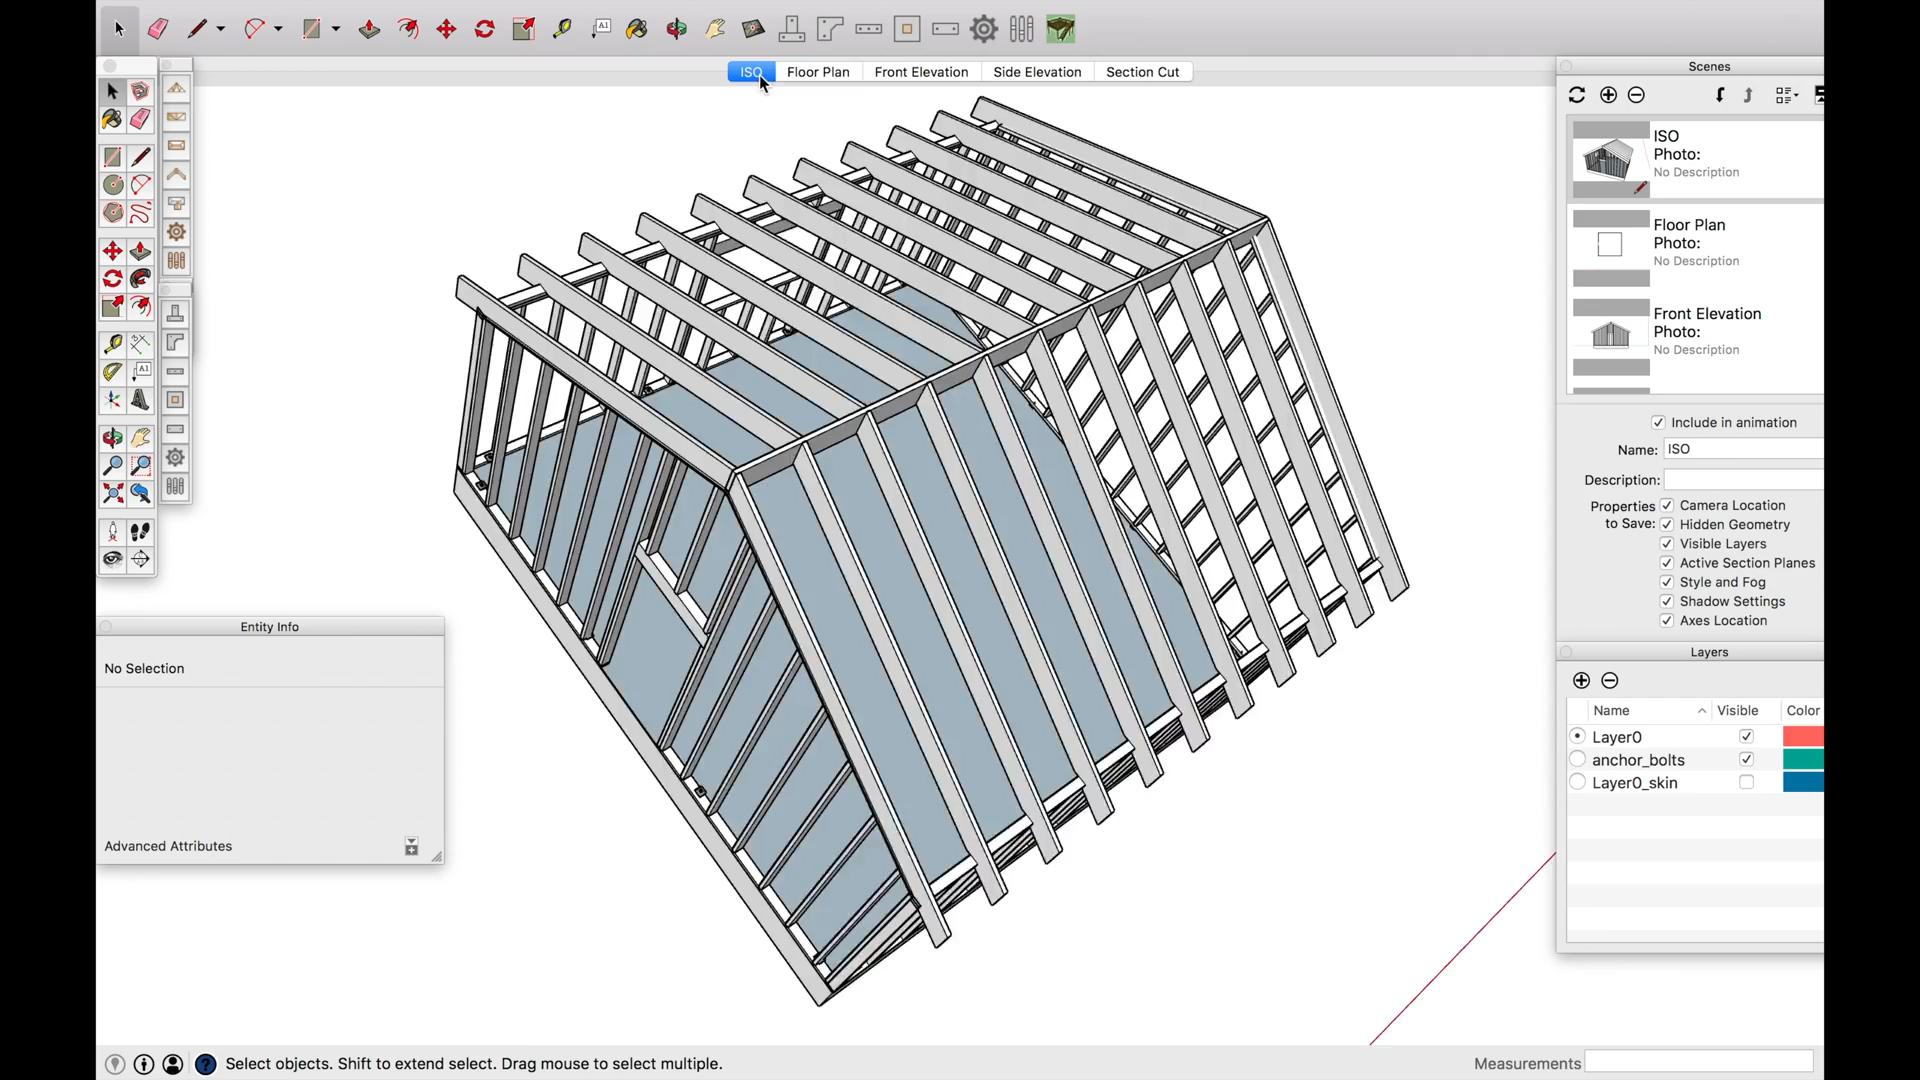 A1
ISO
Floor Plan
Front Elevation
Side Elevation
Section Cut
A1
Entity Info
No Selection
Advanced Attributes
Scenes
ISO
Photo:
No Description
Floor Plan
Photo:
No Description
Front Elevation
Photo:
No Description
Include in animation
Name: ISO
Description:
Properties to Save:
Camera Location
Hidden Geometry
Visible Layers
Active Section Planes
Style and Fog
Shadow Settings
Axes Location
Layers
Name Visible Color
Layer0
anchor_bolts
Layer0_skin
Select objects. Shift to extend select. Drag mouse to select multiple.
Measurements